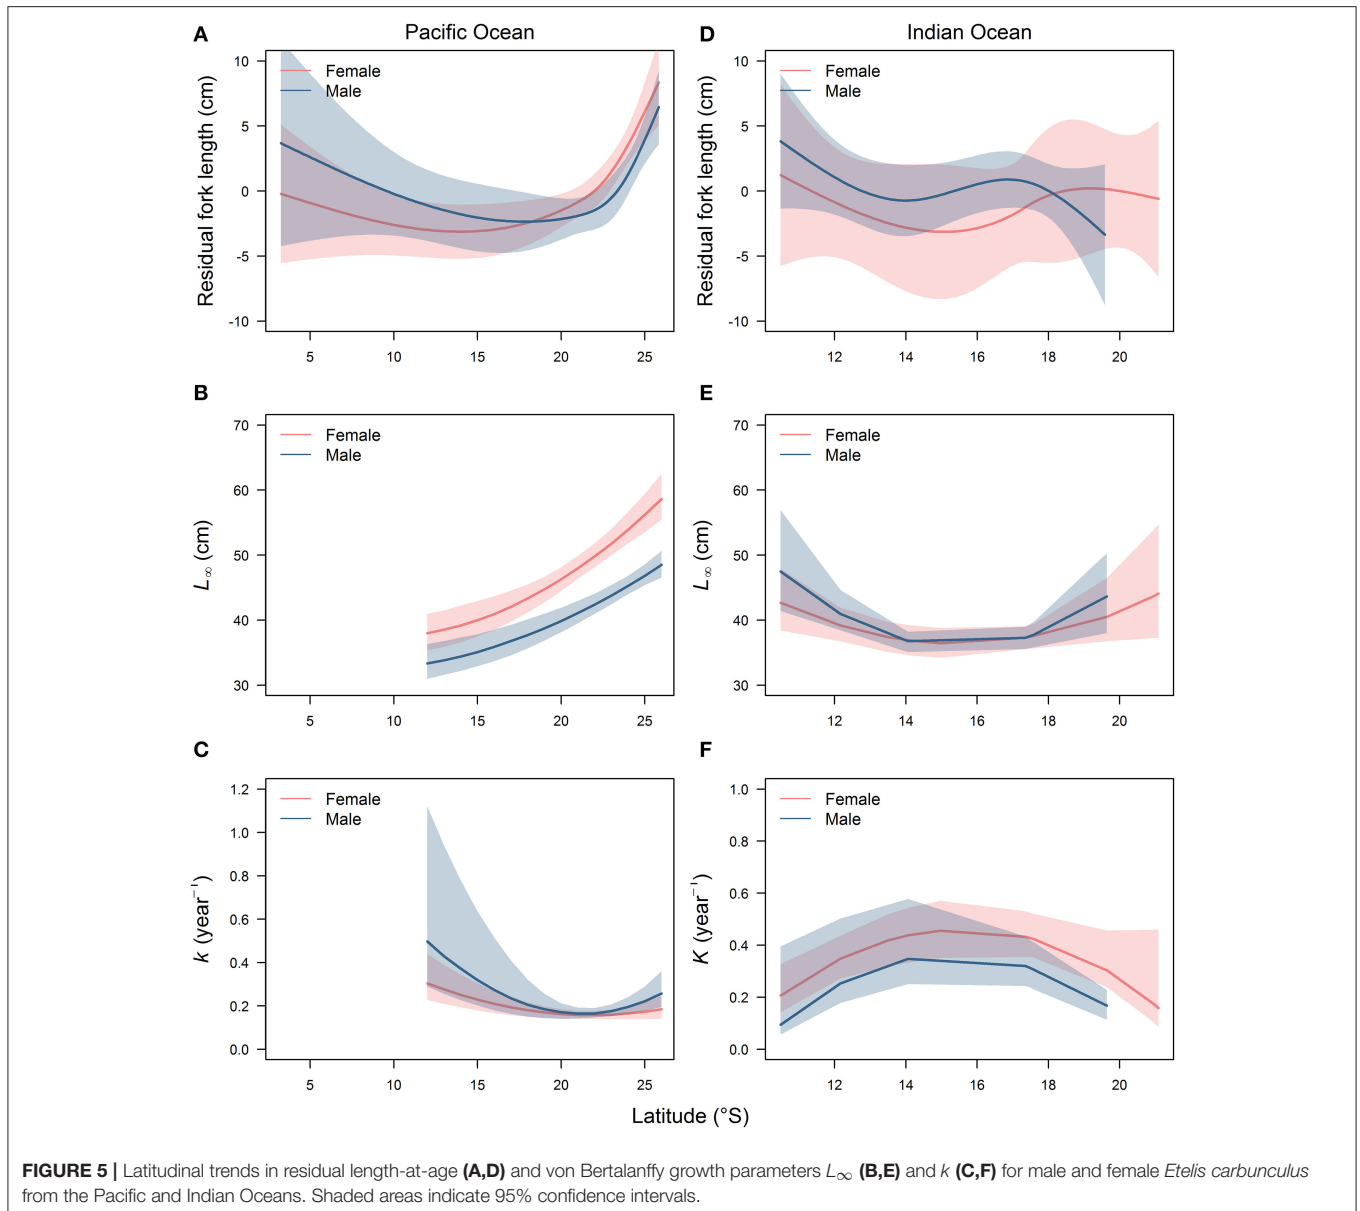 A Pacific Ocean
Residual fork length (cm)
10
5
0
-5
-10
Female
Male
5 10 15 20 25
D Indian Ocean
Residual fork length (cm)
10
5
0
-5
-10
Female
Male
12 14 16 18 20
B
L∞ (cm)
70
60
50
40
30
Female
Male
5 10 15 20 25
E
L∞ (cm)
70
60
50
40
30
Female
Male
12 14 16 18 20
C
k (year⁻¹)
1.2
1.0
0.8
0.6
0.4
0.2
0.0
Female
Male
5 10 15 20 25
F
K (year⁻¹)
1.0
0.8
0.6
0.4
0.2
0.0
Female
Male
12 14 16 18 20
Latitude (°S)
FIGURE 5 | Latitudinal trends in residual length-at-age (A,D) and von Bertalanffy growth parameters L∞ (B,E) and k (C,F) for male and female Etelis carbunculus
from the Pacific and Indian Oceans. Shaded areas indicate 95% confidence intervals.